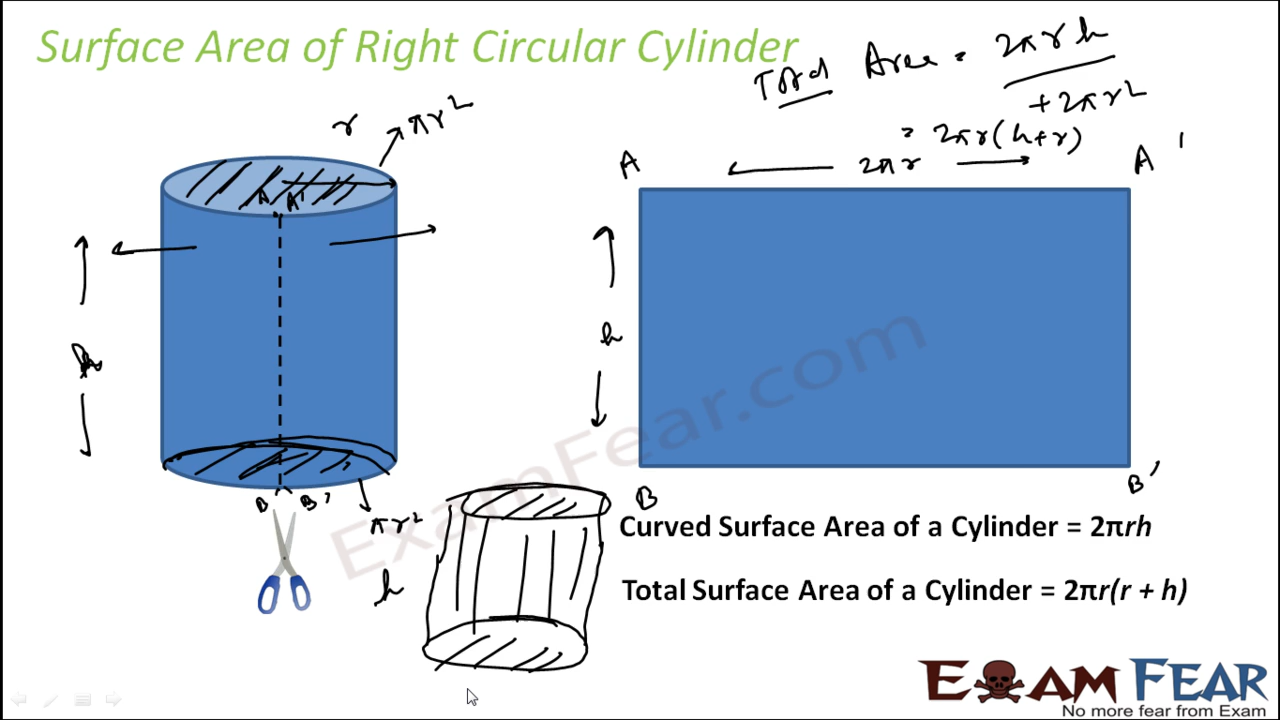 Surface Area of Right Circular Cylinder
Total Area = 2πrh
+ 2πr²
= 2πr(h+r)
r
πr²
A
2πr
A'
A A'
h
h
B B'
πr²
B
B'
h
ExamFear.com
Curved Surface Area of a Cylinder = 2πrh
Total Surface Area of a Cylinder = 2πr(r + h)
EXAM FEAR
No more fear from Exam